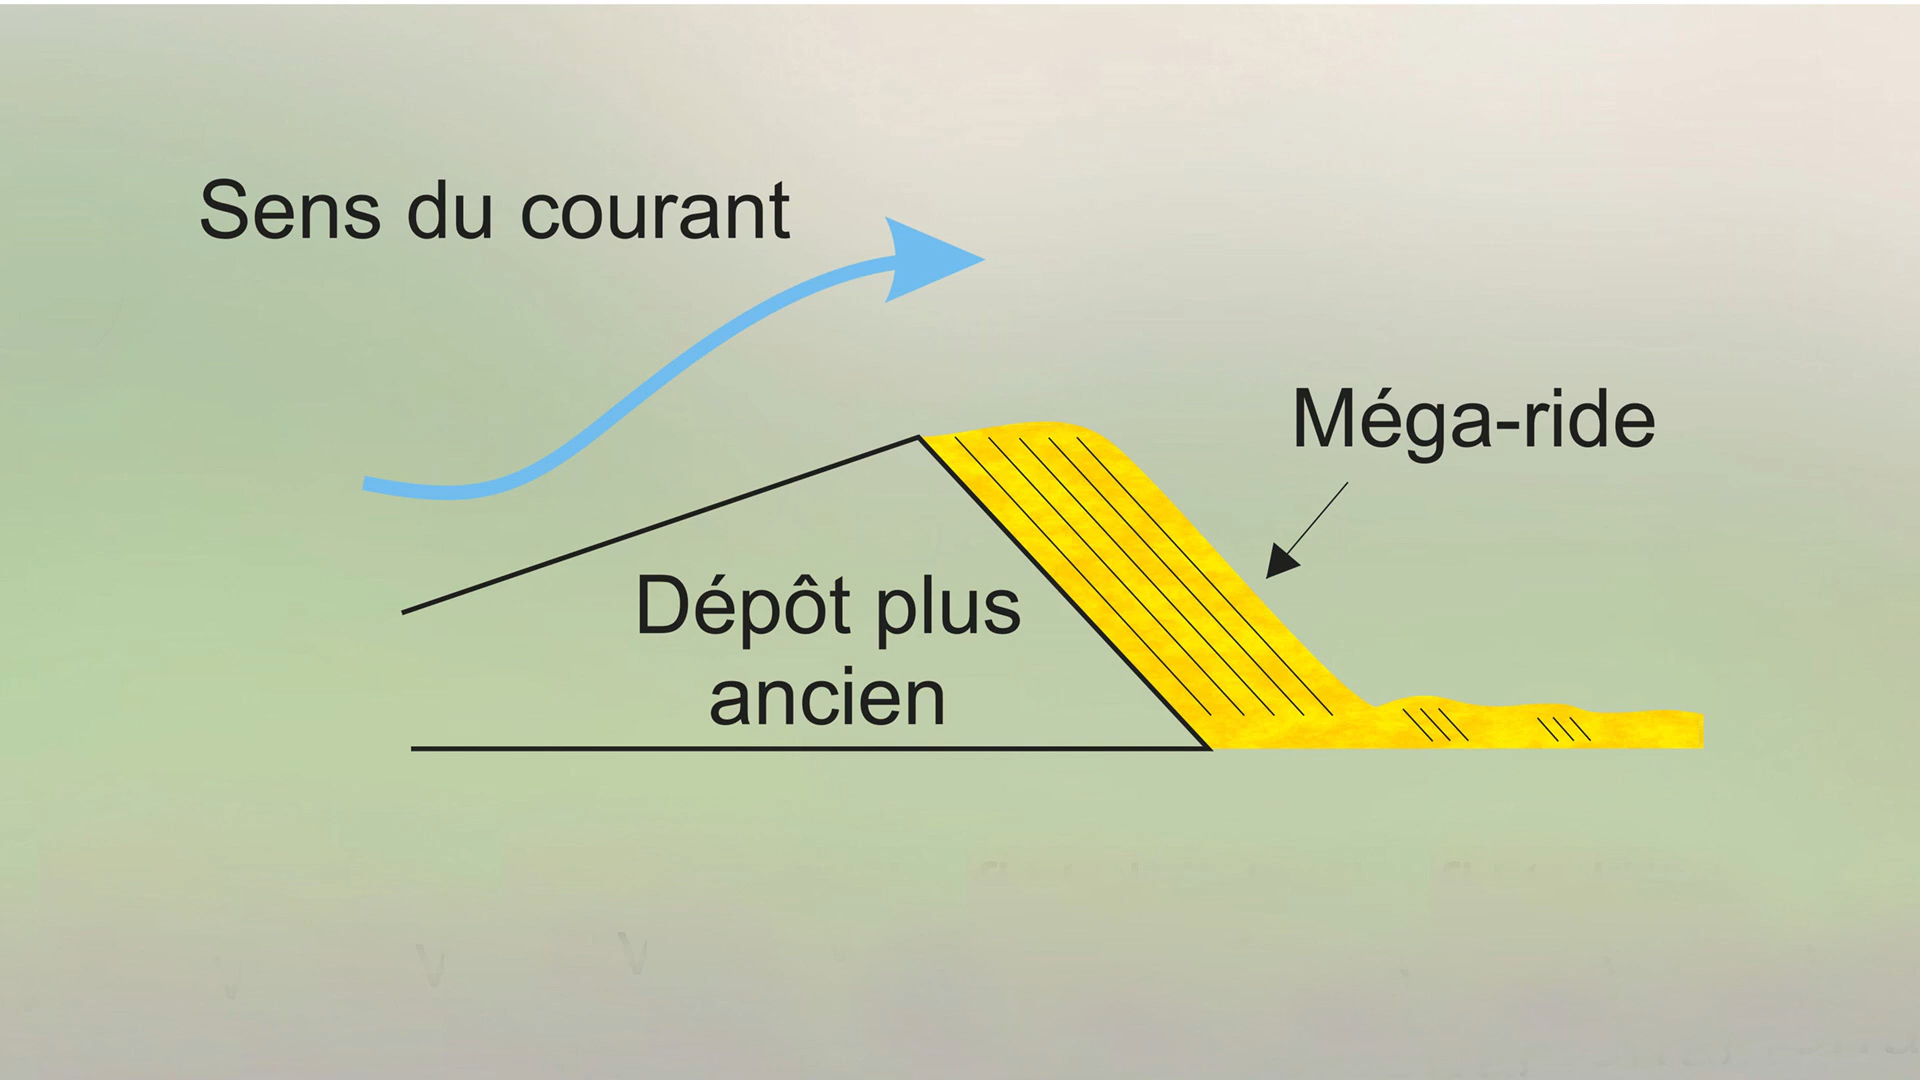 Sens du courant
Méga-ride
Dépôt plus
ancien